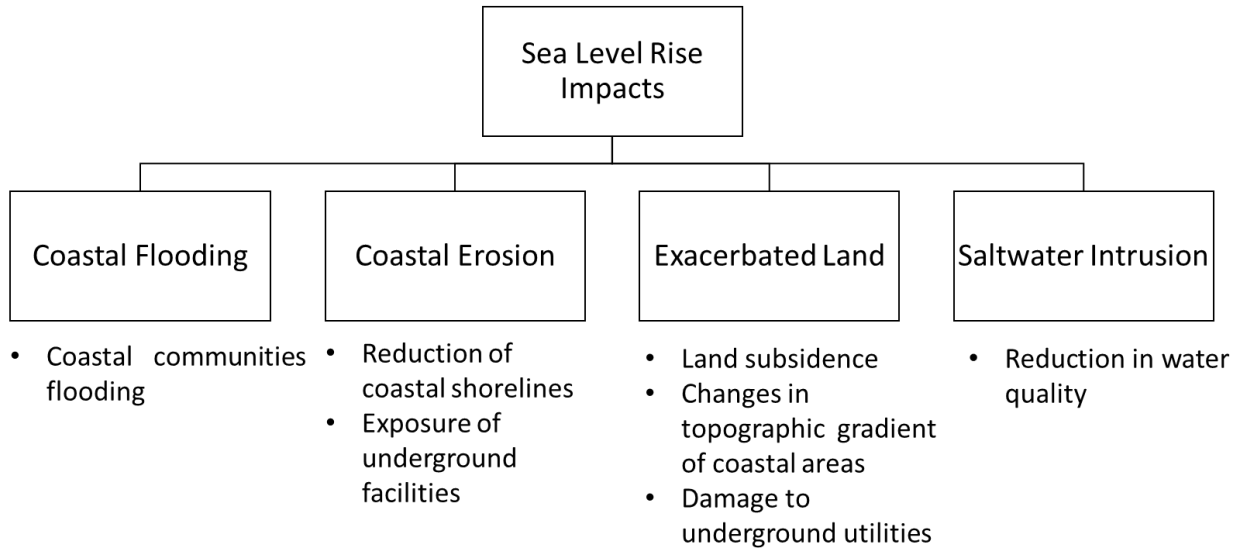 Sea Level Rise
Impacts
Coastal Flooding
Coastal Erosion
Exacerbated Land
Saltwater Intrusion
• Coastal communities
flooding
• Reduction of
coastal shorelines
• Exposure of
underground
facilities
• Land subsidence
• Changes in
topographic gradient
of coastal areas
• Damage to
underground utilities
• Reduction in water
quality